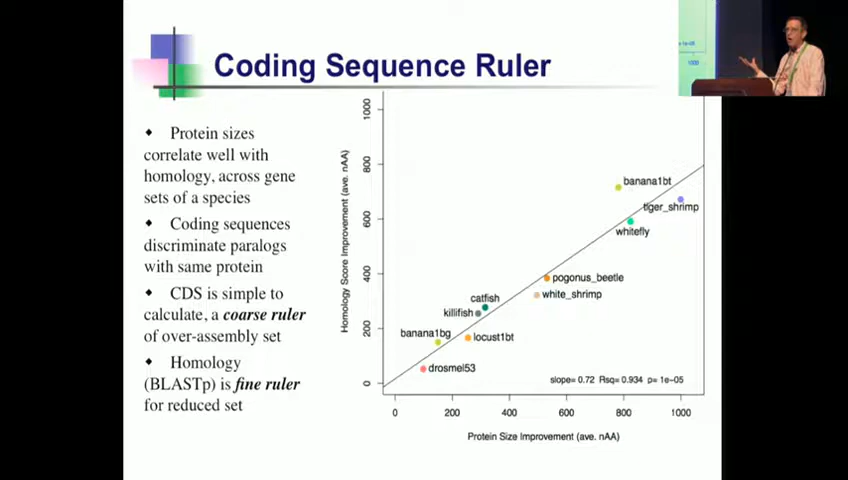 Coding Sequence Ruler
Protein sizes
correlate well with
homology, across gene
sets of a species
Coding sequences
discriminate paralogs
with same protein
CDS is simple to
calculate, a coarse ruler
of over-assembly set
Homology
(BLASTp) is fine ruler
for reduced set
Homology Score Improvement (ave. nAA)
1000
800
600
400
200
0
banana1bt
tiger_shrimp
whitefly
pogonus_beetle
white_shrimp
catfish
killifish
banana1bg
locust1bt
drosmel53
slope= 0.72 Rsq= 0.934 p= 1e-05
0 200 400 600 800 1000
Protein Size Improvement (ave. nAA)
1e-05
1000